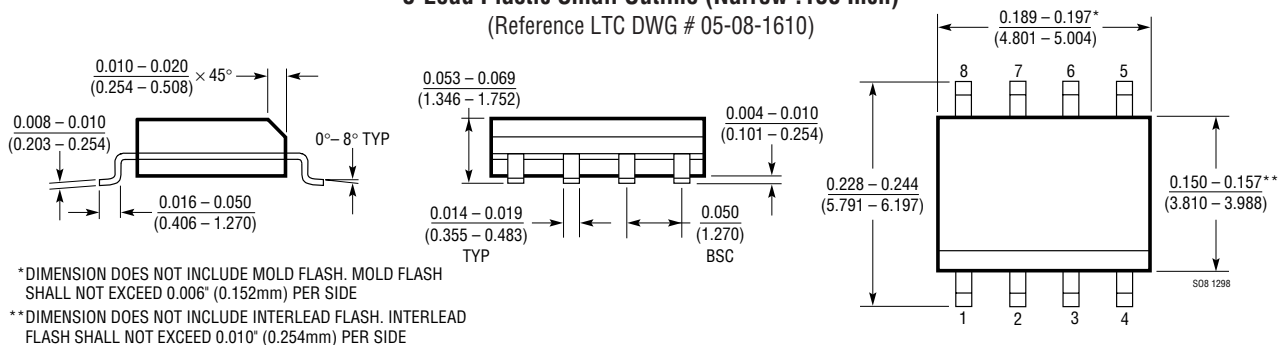 (Reference LTC DWG # 05-08-1610)
0.189 – 0.197*
(4.801 – 5.004)
8 7 6 5
0.010 – 0.020
(0.254 – 0.508)
× 45°
0.053 – 0.069
(1.346 – 1.752)
0.004 – 0.010
(0.101 – 0.254)
0.008 – 0.010
(0.203 – 0.254)
0°– 8° TYP
0.016 – 0.050
(0.406 – 1.270)
0.014 – 0.019
(0.355 – 0.483)
TYP
0.050
(1.270)
BSC
0.228 – 0.244
(5.791 – 6.197)
0.150 – 0.157**
(3.810 – 3.988)
SO8 1298
1 2 3 4
*DIMENSION DOES NOT INCLUDE MOLD FLASH. MOLD FLASH
SHALL NOT EXCEED 0.006" (0.152mm) PER SIDE
**DIMENSION DOES NOT INCLUDE INTERLEAD FLASH. INTERLEAD
FLASH SHALL NOT EXCEED 0.010" (0.254mm) PER SIDE